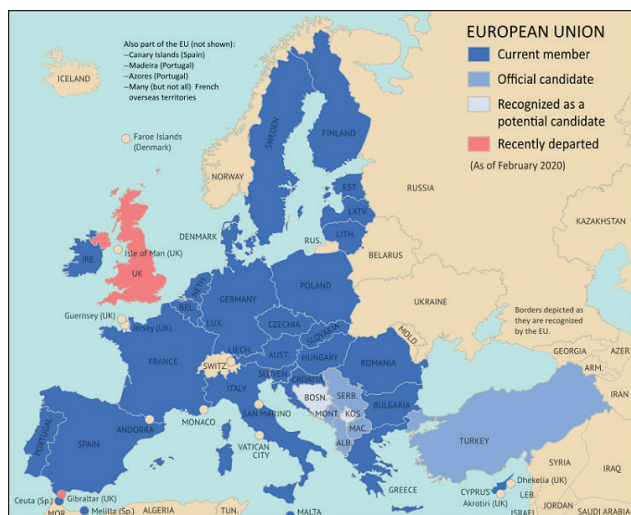 Also part of the EU (not shown):
--Canary Islands (Spain)
--Madeira (Portugal)
--Azores (Portugal)
--Many (but not all) French
overseas territories
EUROPEAN UNION
Current member
Official candidate
Recognized as a
potential candidate
Recently departed
(As of February 2020)
ICELAND
Faroe Islands
(Denmark)
SWEDEN
FINLAND
NORWAY
RUSSIA
EST.
LATV.
LITH.
RUS.
DENMARK
KAZAKHSTAN
BELARUS
IRE.
Isle of Man (UK)
UK
NETH.
POLAND
GERMANY
BEL.
UKRAINE
Guernsey (UK)
Jersey (UK)
LUX.
CZECHIA
SLOVAKIA
Borders depicted as
they are recognized
by the EU.
MOLD.
FRANCE
LIECH.
SWITZ.
AUST.
HUNGARY
ROMANIA
SLOVEN.
CROATIA
GEORGIA
AZER.
ARM.
ITALY
BOSN.
SERB.
MONT.
KOS.
BULGARIA
IRAN
SAN MARINO
MONACO
ANDORRA
PORTUGAL
SPAIN
VATICAN
CITY
MAC.
ALB.
TURKEY
SYRIA
IRAQ
GREECE
CYPRUS
Dhekelia (UK)
Akrotiri (UK)
LEB.
Ceuta (Sp.)
Gibraltar (UK)
Melilla (Sp.)
MOR.
ALGERIA
TUN.
MALTA
ISRAEL
JORDAN
SAUDI ARABIA